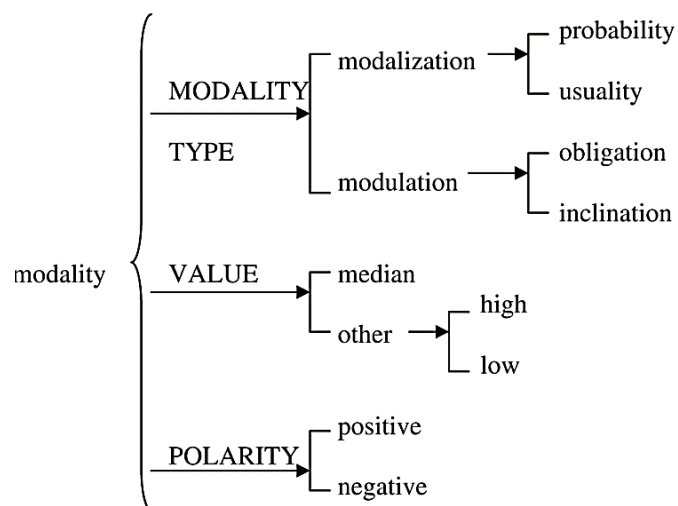 probability
modalization
MODALITY
usuality
TYPE
obligation
modulation
inclination
modality
VALUE
median
high
other
low
positive
POLARITY
negative